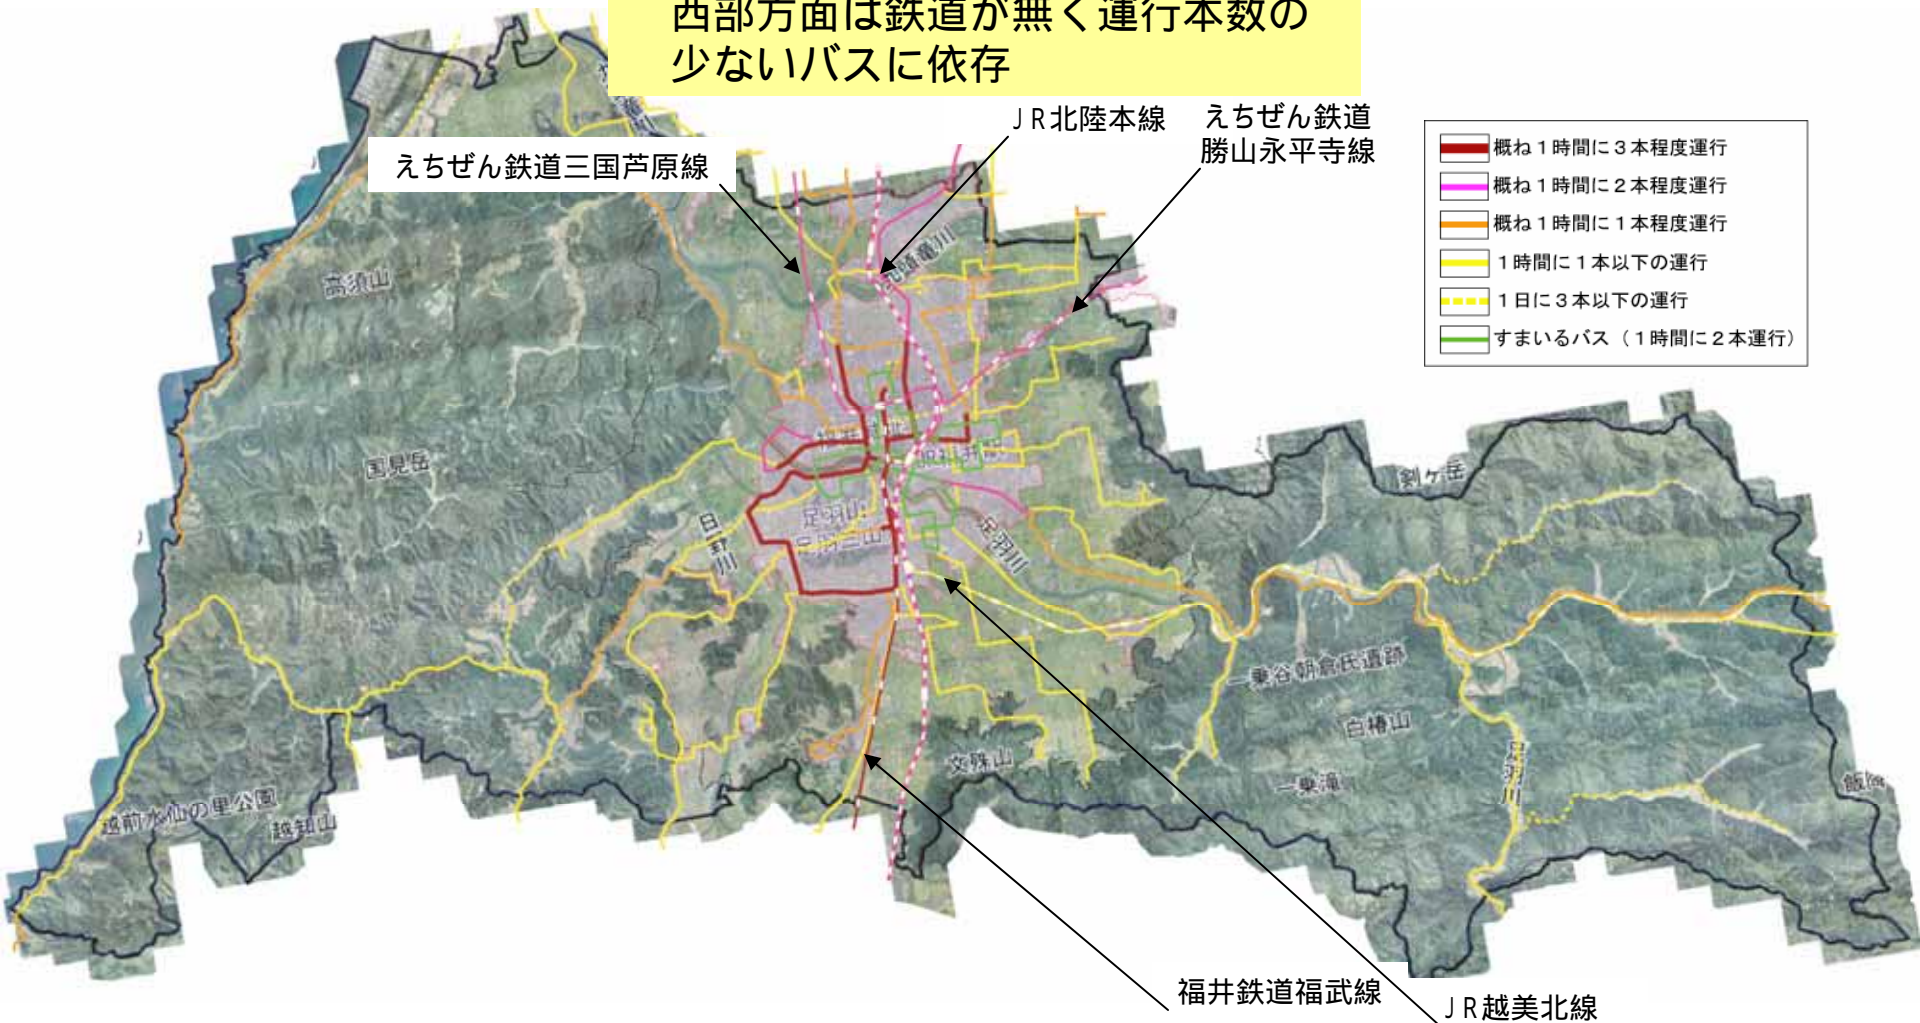 西部方面は鉄道が無く運行本数の
少ないバスに依存
JR北陸本線
えちぜん鉄道
勝山永平寺線
えちぜん鉄道三国芦原線
概ね1時間に3本程度運行
概ね1時間に2本程度運行
概ね1時間に1本程度運行
1時間に1本以下の運行
1日に3本以下の運行
すまいるバス(1時間に2本運行)
高須山
国見岳
剣ヶ岳
足羽山
足羽三山
日野川
足羽川
一乗谷朝倉氏遺跡
白椿山
足羽川
文殊山
一乗滝
越前水仙の里公園
越知山
福井鉄道福武線
JR越美北線